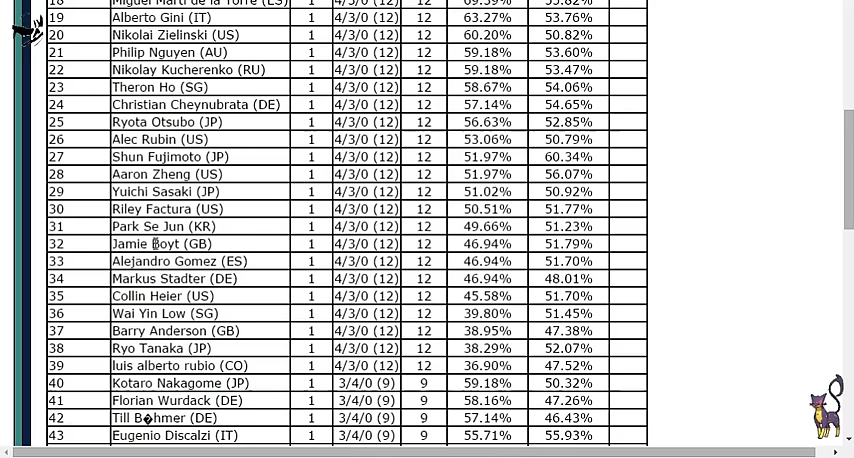 18 Miguel Marti de la Torre (ES) 1 4/3/0 (12) 12 69.39% 53.82%
19 Alberto Gini (IT) 1 4/3/0 (12) 12 63.27% 53.76%
20 Nikolai Zielinski (US) 1 4/3/0 (12) 12 60.20% 50.82%
21 Philip Nguyen (AU) 1 4/3/0 (12) 12 59.18% 53.60%
22 Nikolay Kucherenko (RU) 1 4/3/0 (12) 12 59.18% 53.47%
23 Theron Ho (SG) 1 4/3/0 (12) 12 58.67% 54.06%
24 Christian Cheynubrata (DE) 1 4/3/0 (12) 12 57.14% 54.65%
25 Ryota Otsubo (JP) 1 4/3/0 (12) 12 56.63% 52.85%
26 Alec Rubin (US) 1 4/3/0 (12) 12 53.06% 50.79%
27 Shun Fujimoto (JP) 1 4/3/0 (12) 12 51.97% 60.34%
28 Aaron Zheng (US) 1 4/3/0 (12) 12 51.97% 56.07%
29 Yuichi Sasaki (JP) 1 4/3/0 (12) 12 51.02% 50.92%
30 Riley Factura (US) 1 4/3/0 (12) 12 50.51% 51.77%
31 Park Se Jun (KR) 1 4/3/0 (12) 12 49.66% 51.23%
32 Jamie Boyt (GB) 1 4/3/0 (12) 12 46.94% 51.79%
33 Alejandro Gomez (ES) 1 4/3/0 (12) 12 46.94% 51.70%
34 Markus Stadter (DE) 1 4/3/0 (12) 12 46.94% 48.01%
35 Collin Heier (US) 1 4/3/0 (12) 12 45.58% 51.70%
36 Wai Yin Low (SG) 1 4/3/0 (12) 12 39.80% 51.45%
37 Barry Anderson (GB) 1 4/3/0 (12) 12 38.95% 47.38%
38 Ryo Tanaka (JP) 1 4/3/0 (12) 12 38.29% 52.07%
39 luis alberto rubio (CO) 1 4/3/0 (12) 12 36.90% 47.52%
40 Kotaro Nakagome (JP) 1 3/4/0 (9) 9 59.18% 50.32%
41 Florian Wurdack (DE) 1 3/4/0 (9) 9 58.16% 47.26%
42 Till B�hmer (DE) 1 3/4/0 (9) 9 57.14% 46.43%
43 Eugenio Discalzi (IT) 1 3/4/0 (9) 9 55.71% 55.93%